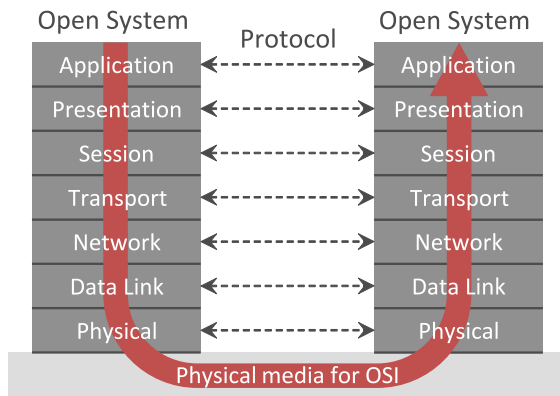 Open System
Open System
Protocol
Application
Application
Presentation
Presentation
Session
Session
Transport
Transport
Network
Network
Data Link
Data Link
Physical
Physical
Physical media for OSI